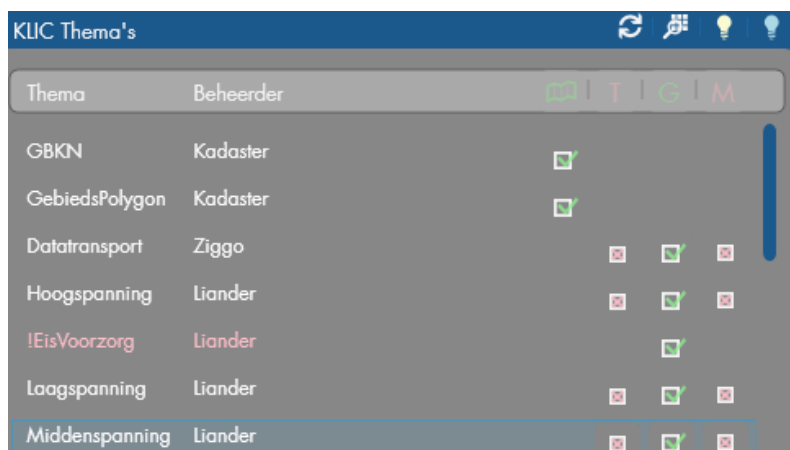 KLIC Thema's
Thema Beheerder T G M
GBKN Kadaster
GebiedsPolygon Kadaster
Datatransport Ziggo
Hoogspanning Liander
!EisVoorzorg Liander
Laagspanning Liander
Middenspanning Liander